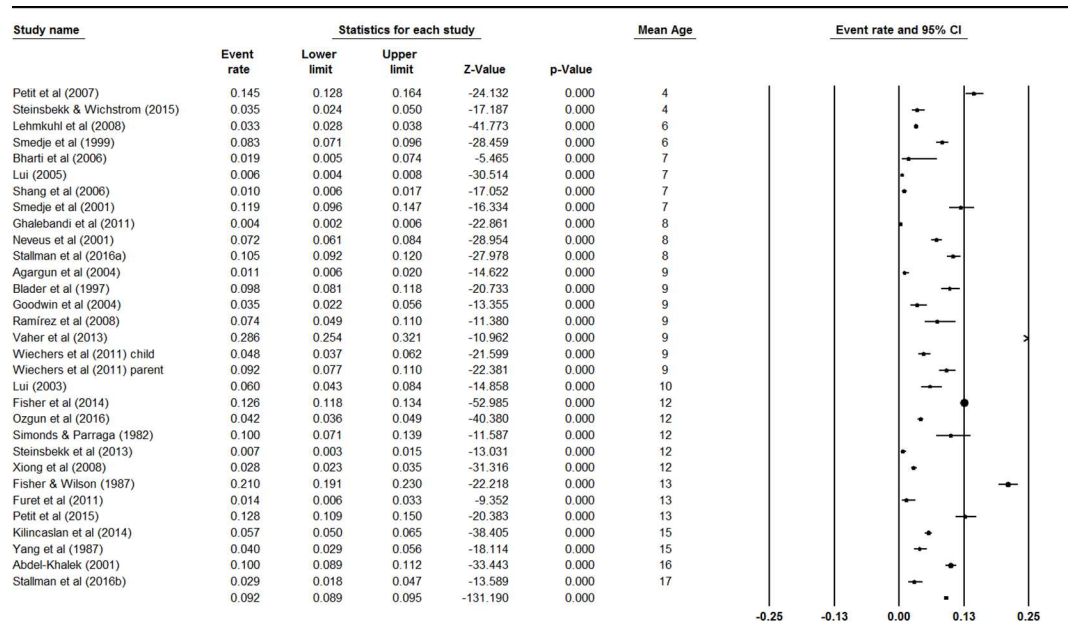 Study name Statistics for each study Mean Age Event rate and 95% CI
Event Lower Upper
rate limit limit Z-Value p-Value
Petit et al (2007) 0.145 0.128 0.164 -24.132 0.000 4
Steinsbekk & Wichstrom (2015) 0.035 0.024 0.050 -17.187 0.000 4
Lehmkuhl et al (2008) 0.033 0.028 0.038 -41.773 0.000 6
Smedje et al (1999) 0.083 0.071 0.096 -28.459 0.000 6
Bharti et al (2006) 0.019 0.005 0.074 -5.465 0.000 7
Lui (2005) 0.006 0.004 0.008 -30.514 0.000 7
Shang et al (2006) 0.010 0.006 0.017 -17.052 0.000 7
Smedje et al (2001) 0.119 0.096 0.147 -16.334 0.000 7
Ghalebandi et al (2011) 0.004 0.002 0.006 -22.861 0.000 8
Neveus et al (2001) 0.072 0.061 0.084 -28.954 0.000 8
Stallman et al (2016a) 0.105 0.092 0.120 -27.978 0.000 8
Agargun et al (2004) 0.011 0.006 0.020 -14.622 0.000 9
Blader et al (1997) 0.098 0.081 0.118 -20.733 0.000 9
Goodwin et al (2004) 0.035 0.022 0.056 -13.355 0.000 9
Ramírez et al (2008) 0.074 0.049 0.110 -11.380 0.000 9
Vaher et al (2013) 0.286 0.254 0.321 -10.962 0.000 9
Wiechers et al (2011) child 0.048 0.037 0.062 -21.599 0.000 9
Wiechers et al (2011) parent 0.092 0.077 0.110 -22.381 0.000 9
Lui (2003) 0.060 0.043 0.084 -14.858 0.000 10
Fisher et al (2014) 0.126 0.118 0.134 -52.985 0.000 12
Ozgun et al (2016) 0.042 0.036 0.049 -40.380 0.000 12
Simonds & Parraga (1982) 0.100 0.071 0.139 -11.587 0.000 12
Steinsbekk et al (2013) 0.007 0.003 0.015 -13.031 0.000 12
Xiong et al (2008) 0.028 0.023 0.035 -31.316 0.000 12
Fisher & Wilson (1987) 0.210 0.191 0.230 -22.218 0.000 13
Furet et al (2011) 0.014 0.006 0.033 -9.352 0.000 13
Petit et al (2015) 0.128 0.109 0.150 -20.383 0.000 13
Kilincaslan et al (2014) 0.057 0.050 0.065 -38.405 0.000 15
Yang et al (1987) 0.040 0.029 0.056 -18.114 0.000 15
Abdel-Khalek (2001) 0.100 0.089 0.112 -33.443 0.000 16
Stallman et al (2016b) 0.029 0.018 0.047 -13.589 0.000 17
0.092 0.089 0.095 -131.190 0.000
-0.25 -0.13 0.00 0.13 0.25